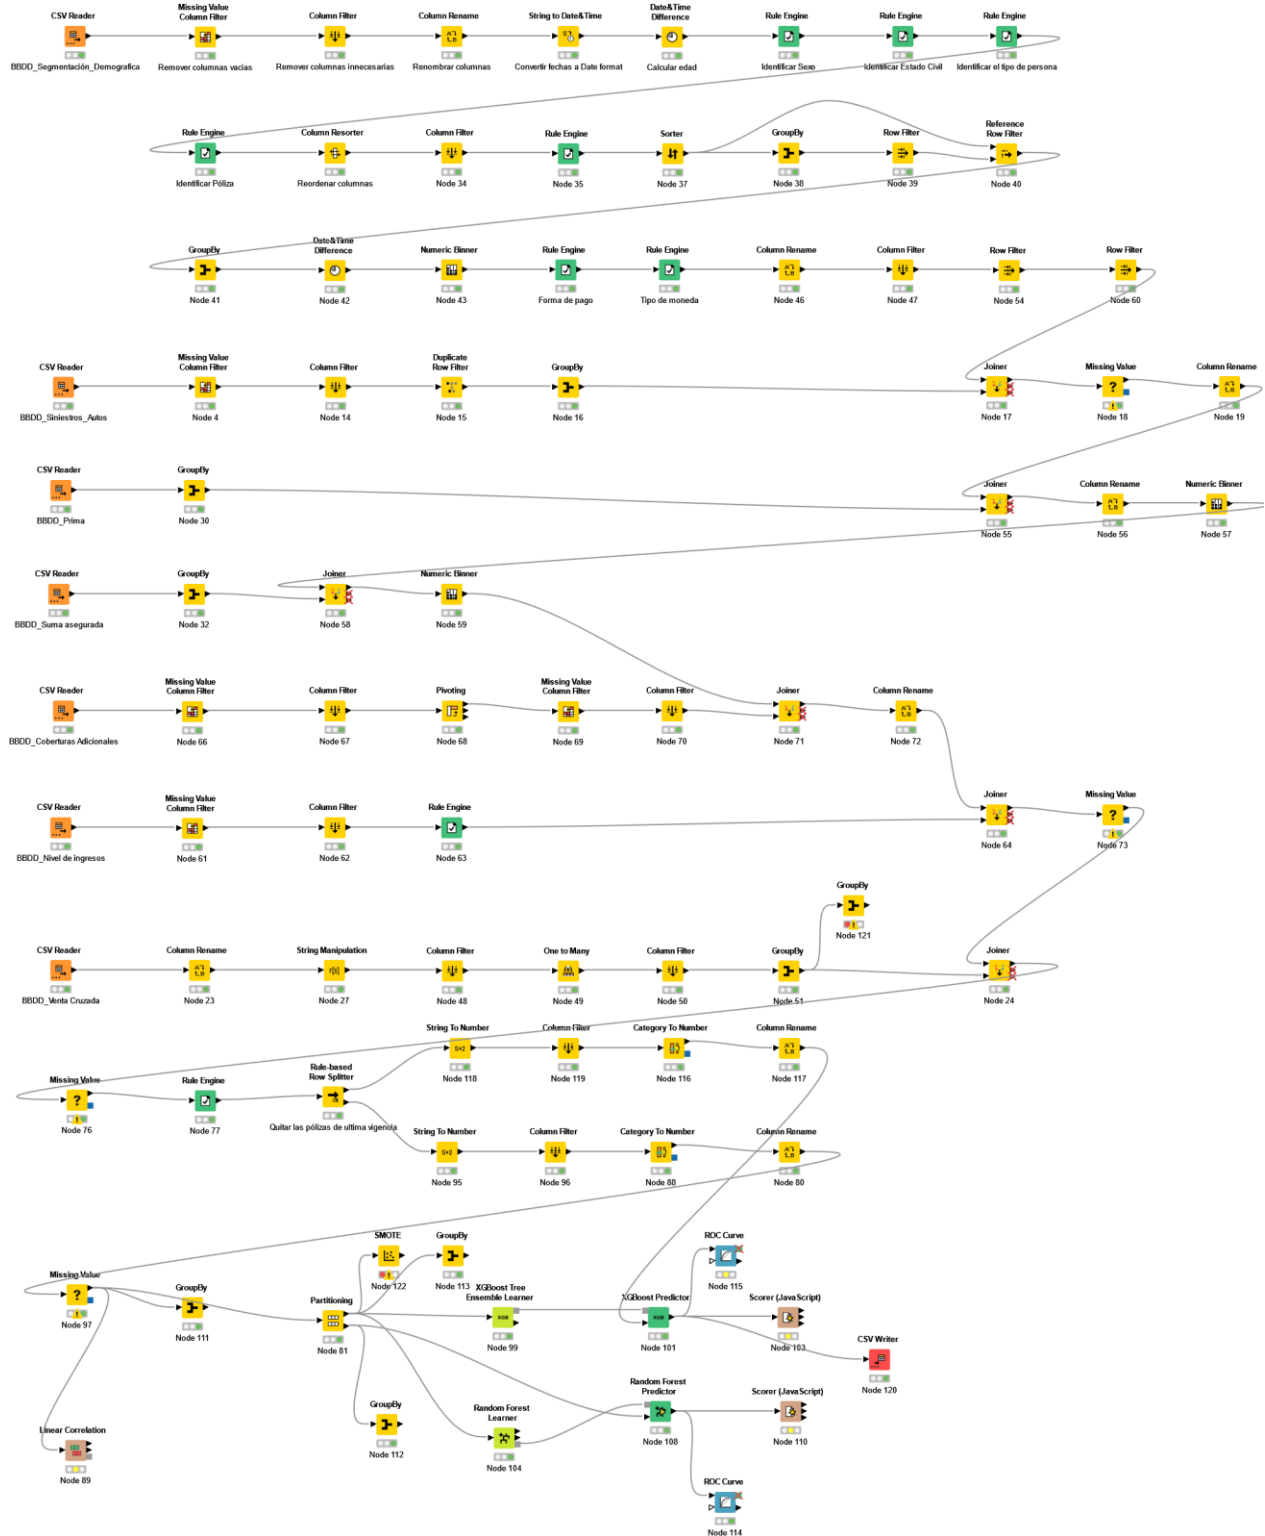 CSV Reader
BBDD_Segmentación_Demografica
Missing Value
Column Filter
Remover columnas vacias
Column Filter
Remover columnas innecesarias
Column Rename
Renombrar columnas
String to Date&Time
Convertir fechas a Date format
Date&Time
Difference
Calcular edad
Rule Engine
Identificar Sexo
Rule Engine
Identificar Estado Civil
Rule Engine
Identificar el tipo de persona
Rule Engine
Identificar Póliza
Column Resorter
Reordenar columnas
Column Filter
Node 34
Rule Engine
Node 35
Sorter
Node 37
GroupBy
Node 38
Row Filter
Node 39
Reference
Row Filter
Node 40
GroupBy
Node 41
Date&Time
Difference
Node 42
Numeric Binner
Node 43
Rule Engine
Forma de pago
Rule Engine
Tipo de moneda
Column Rename
Node 46
Column Filter
Node 47
Row Filter
Node 54
Row Filter
Node 60
CSV Reader
BBDD_Siniestros_Autos
Missing Value
Column Filter
Node 4
Column Filter
Node 14
Duplicate
Row Filter
Node 15
GroupBy
Node 16
Joiner
Node 17
Missing Value
Node 18
Column Rename
Node 19
CSV Reader
BBDD_Prima
GroupBy
Node 30
Joiner
Node 55
Column Rename
Node 56
Numeric Binner
Node 57
CSV Reader
BBDD_Suma asegurada
GroupBy
Node 32
Joiner
Node 58
Numeric Binner
Node 59
CSV Reader
BBDD_Coberturas Adicionales
Missing Value
Column Filter
Node 66
Column Filter
Node 67
Pivoting
Node 68
Missing Value
Column Filter
Node 69
Column Filter
Node 70
Joiner
Node 71
Column Rename
Node 72
CSV Reader
BBDD_Nivel de ingresos
Missing Value
Column Filter
Node 61
Column Filter
Node 62
Rule Engine
Node 63
Joiner
Node 64
Missing Value
Node 73
GroupBy
Node 121
CSV Reader
BBDD_Venta Cruzada
Column Rename
Node 23
String Manipulation
Node 27
Column Filter
Node 48
One to Many
Node 49
Column Filter
Node 50
GroupBy
Node 51
Joiner
Node 24
String To Number
Node 118
Column Filter
Node 119
Category To Number
Node 116
Column Rename
Node 117
Missing Value
Node 76
Rule Engine
Node 77
Rule-based
Row Splitter
Quitar las pólizas de ultima vigencia
String To Number
Node 95
Column Filter
Node 96
Category To Number
Node 88
Column Rename
Node 80
Missing Value
Node 97
GroupBy
Node 111
Partitioning
Node 81
SMOTE
Node 122
GroupBy
Node 113
XGBoost Tree
Ensemble Learner
Node 99
XGBoost Predictor
Node 101
ROC Curve
Node 115
Scorer (JavaScript)
Node 103
CSV Writer
Node 120
Linear Correlation
Node 89
GroupBy
Node 112
Random Forest
Learner
Node 104
Random Forest
Predictor
Node 108
Scorer (JavaScript)
Node 110
ROC Curve
Node 114